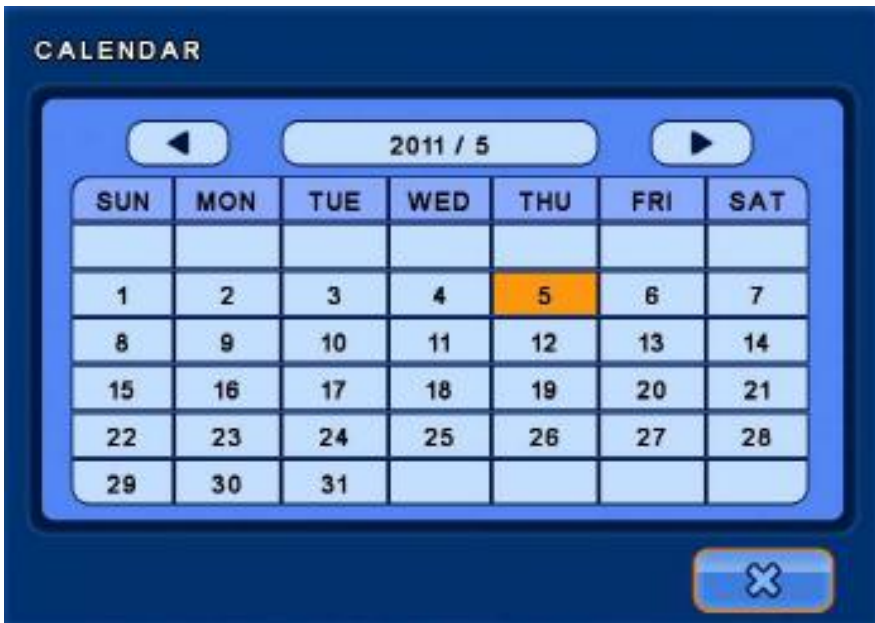 CALENDAR
2011 / 5
SUN MON TUE WED THU FRI SAT
1 2 3 4 5 6 7
8 9 10 11 12 13 14
15 16 17 18 19 20 21
22 23 24 25 26 27 28
29 30 31